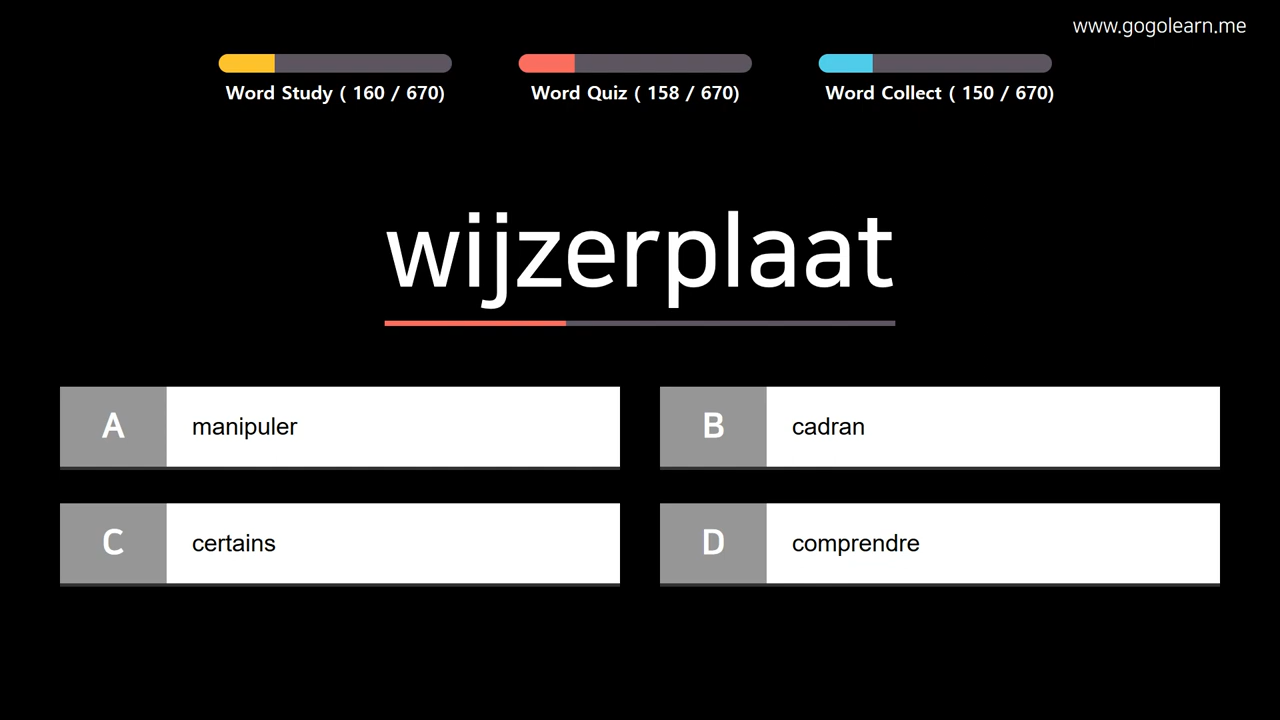 www.gogolearn.me
Word Study ( 160 / 670)
Word Quiz ( 158 / 670)
Word Collect ( 150 / 670)
wijzerplaat
A manipuler
B cadran
C certains
D comprendre